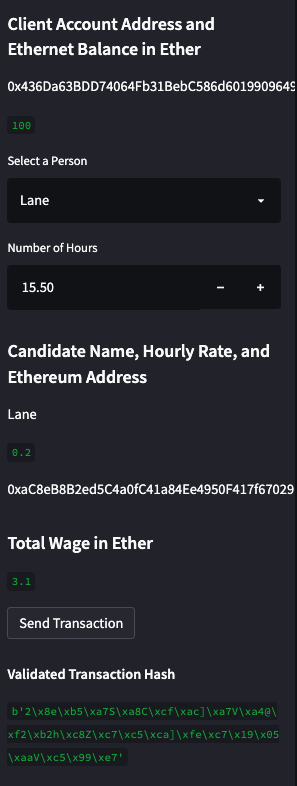 Client Account Address and
Ethernet Balance in Ether
0x436Da63BDD74064Fb31BebC586d6019909649
100
Select a Person
Lane
Number of Hours
15.50 − +
Candidate Name, Hourly Rate, and
Ethereum Address
Lane
0.2
0xaC8eB8B2ed5C4a0fC41a84Ee4950F417f67029
Total Wage in Ether
3.1
Send Transaction
Validated Transaction Hash
b'2\x8e\xb5\xa7S\xa8C\xcf\xac]\xa7V\xa4@\
xf2\xb2h\xc8Z\xc7\xc5\xca]\xfe\xc7\x19\x05
\xaaV\xc5\x99\xe7'